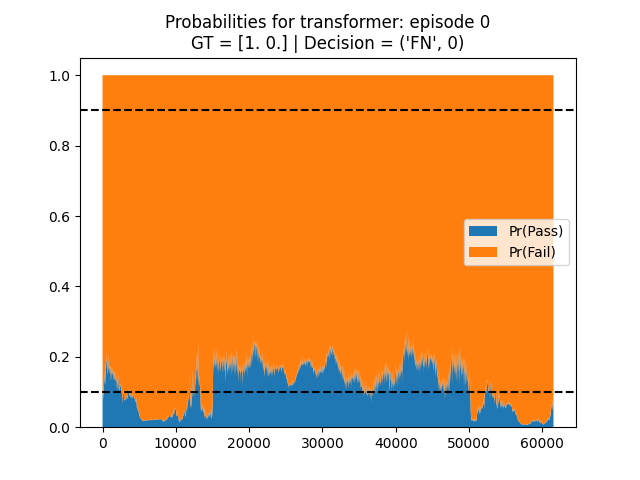 Probabilities for transformer: episode 0
GT = [1. 0.] | Decision = ('FN', 0)
1.0
0.8
0.6
0.4
0.2
0.0
Pr(Pass)
Pr(Fail)
0 10000 20000 30000 40000 50000 60000